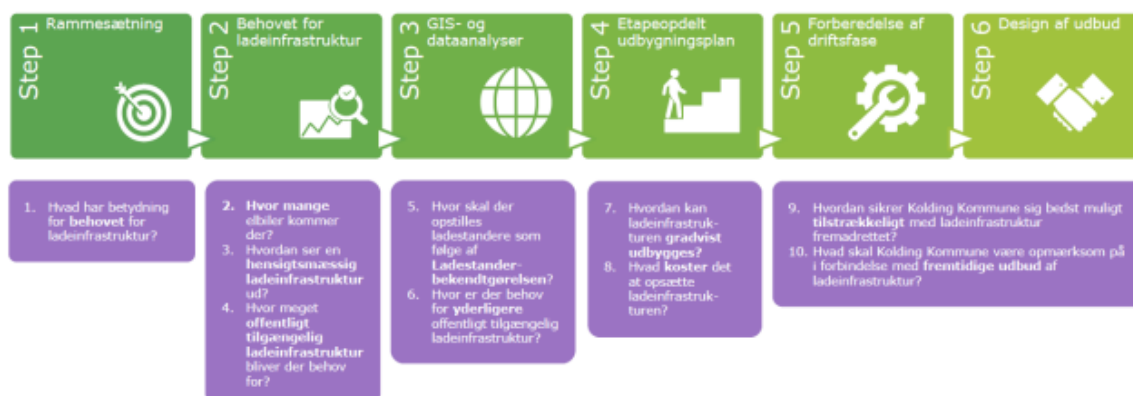 Step 1
Rammesætning
Step 2
Behovet for
ladeinfrastruktur
Step 3
GIS- og
dataanalyser
Step 4
Etapeopdelt
udbygningsplan
Step 5
Forberedelse af
driftsfase
Step 6
Design af udbud
1. Hvad har betydning
for behovet for
ladeinfrastruktur?
2. Hvor mange
elbiler kommer
der?
3. Hvordan ser en
hensigtsmæssig
ladeinfrastruktur
ud?
4. Hvor meget
offentligt
tilgængelig
ladeinfrastruktur
bliver der behov
for?
5. Hvor skal der
opstilles
ladestandere som
følge af
Ladestander-
bekendtgørelsen?
6. Hvor er der behov
for yderligere
offentligt tilgængelig
ladeinfrastruktur?
7. Hvordan kan
ladeinfrastruk-
turen gradvist
udbygges?
8. Hvad koster det
at opsætte
ladeinfrastruk-
turen?
9. Hvordan sikrer Kolding Kommune sig bedst muligt
tilstrækkeligt med ladeinfrastruktur
fremadrettet?
10. Hvad skal Kolding Kommune være opmærksom på
i forbindelse med fremtidige udbud af
ladeinfrastruktur?